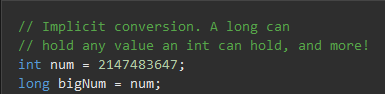 // Implicit conversion. A long can
// hold any value an int can hold, and more!
int num = 2147483647;
long bigNum = num;